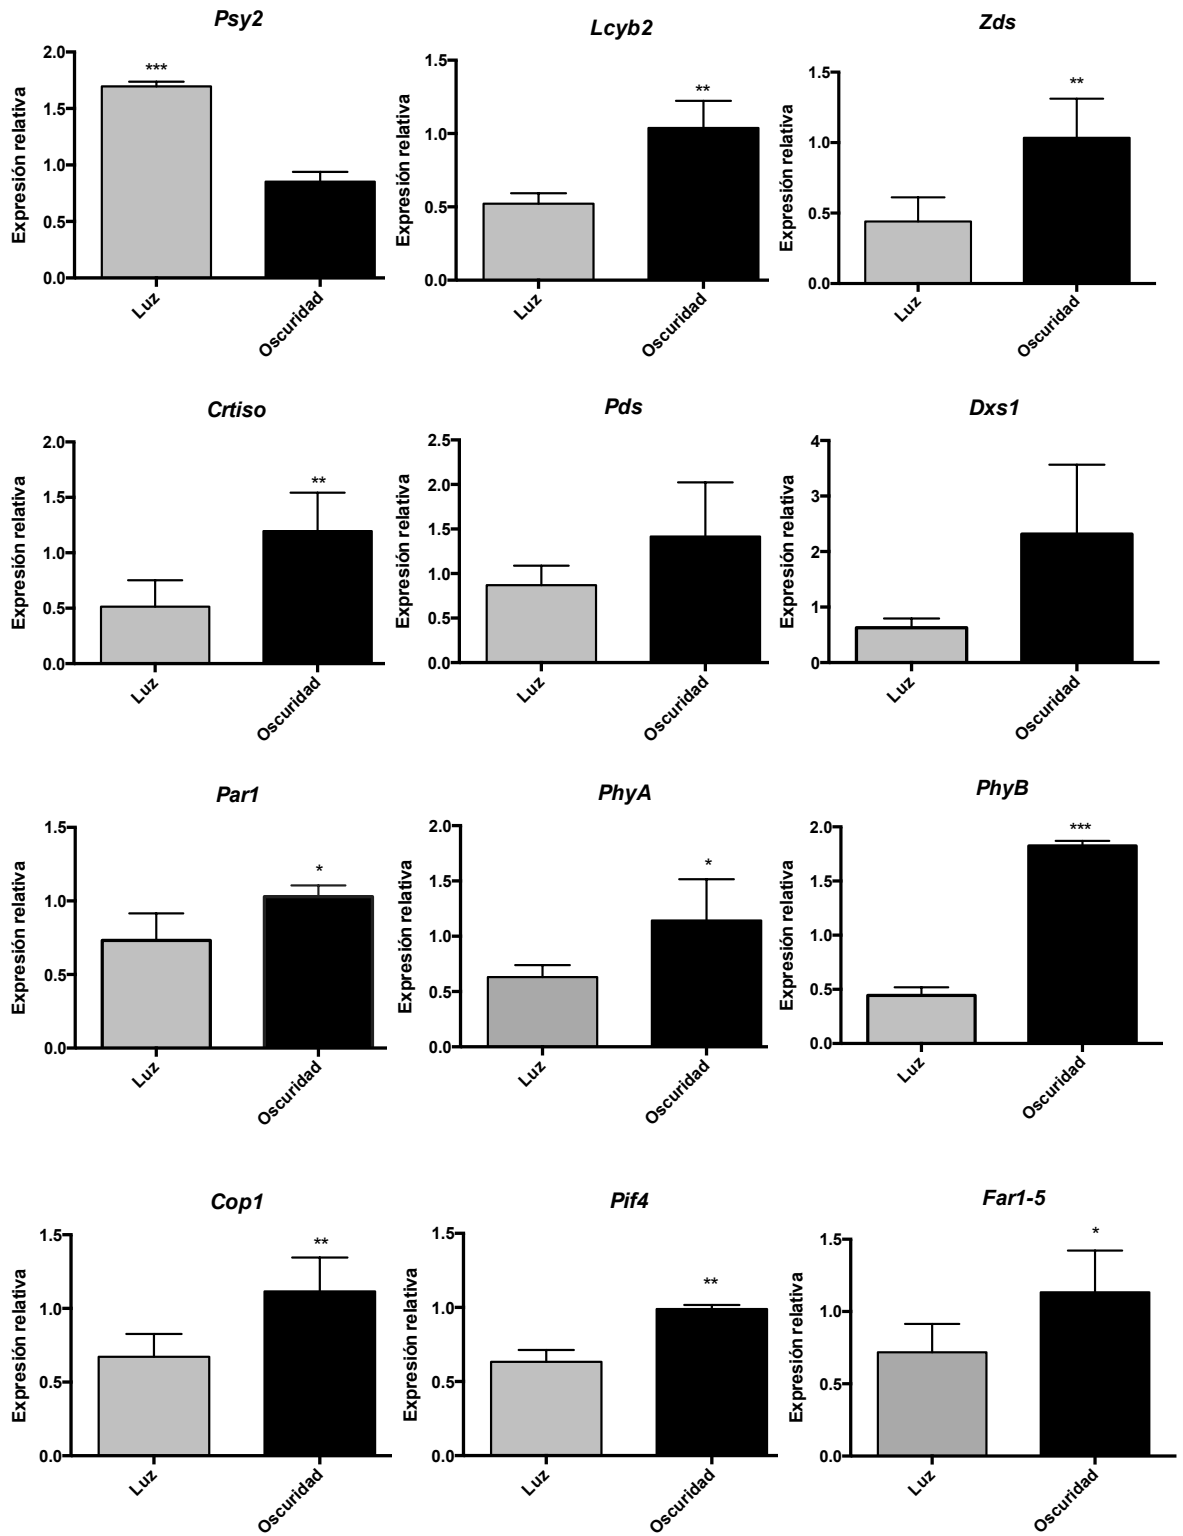 Psy2
Expresión relativa
2.0
1.5
1.0
0.5
0.0
***
Luz
Oscuridad
Lcyb2
Expresión relativa
1.5
1.0
0.5
0.0
**
Luz
Oscuridad
Zds
Expresión relativa
1.5
1.0
0.5
0.0
**
Luz
Oscuridad
Crtiso
Expresión relativa
2.0
1.5
1.0
0.5
0.0
**
Luz
Oscuridad
Pds
Expresión relativa
2.5
2.0
1.5
1.0
0.5
0.0
Luz
Oscuridad
Dxs1
Expresión relativa
4
3
2
1
0
Luz
Oscuridad
Par1
Expresión relativa
1.5
1.0
0.5
0.0
*
Luz
Oscuridad
PhyA
Expresión relativa
2.0
1.5
1.0
0.5
0.0
*
Luz
Oscuridad
PhyB
Expresión relativa
2.0
1.5
1.0
0.5
0.0
***
Luz
Oscuridad
Cop1
Expresión relativa
1.5
1.0
0.5
0.0
**
Luz
Oscuridad
Pif4
Expresión relativa
1.5
1.0
0.5
0.0
**
Luz
Oscuridad
Far1-5
Expresión relativa
1.5
1.0
0.5
0.0
*
Luz
Oscuridad